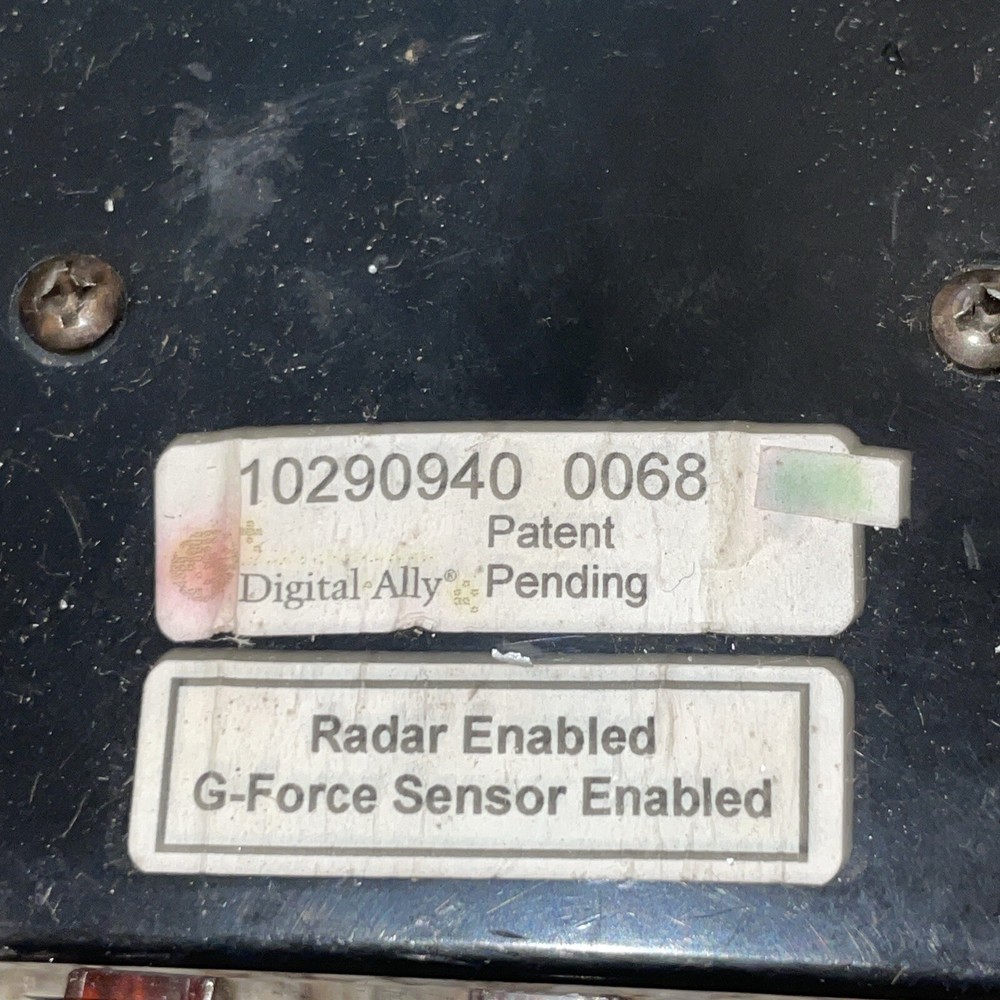 10290940 0068
Patent
Digital Ally® Pending
Radar Enabled
G-Force Sensor Enabled